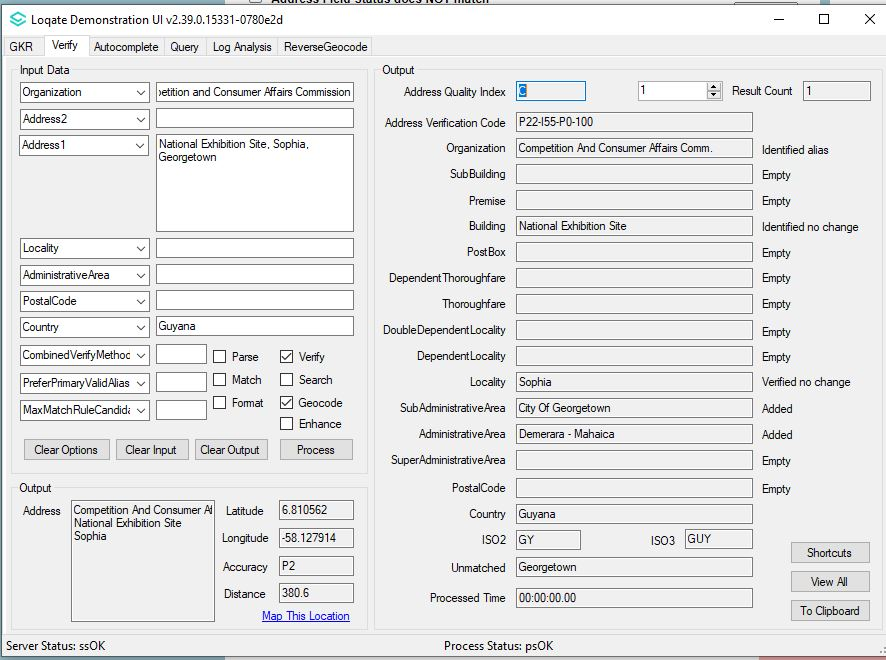 Address Field Status does NOT match
Loqate Demonstration UI v2.39.0.15331-0780e2d
GKR Verify Autocomplete Query Log Analysis ReverseGeocode
Input Data
Organization petition and Consumer Affairs Commission
Address2
Address1 National Exhibition Site, Sophia,
Georgetown
Locality
AdministrativeArea
PostalCode
Country Guyana
CombinedVerifyMethod Parse Verify
PreferPrimaryValidAlias Match Search
MaxMatchRuleCandida Format Geocode
Enhance
Clear Options Clear Input Clear Output Process
Output
Address Competition And Consumer Af
National Exhibition Site
Sophia
Latitude 6.810562
Longitude -58.127914
Accuracy P2
Distance 380.6
Map This Location
Output
Address Quality Index C 1 Result Count 1
Address Verification Code P22-I55-P0-100
Organization Competition And Consumer Affairs Comm. Identified alias
SubBuilding Empty
Premise Empty
Building National Exhibition Site Identified no change
PostBox Empty
DependentThoroughfare Empty
Thoroughfare Empty
DoubleDependentLocality Empty
DependentLocality Empty
Locality Sophia Verified no change
SubAdministrativeArea City Of Georgetown Added
AdministrativeArea Demerara - Mahaica Added
SuperAdministrativeArea Empty
PostalCode Empty
Country Guyana
ISO2 GY ISO3 GUY
Unmatched Georgetown
Processed Time 00:00:00.00
Shortcuts
View All
To Clipboard
Server Status: ssOK Process Status: psOK